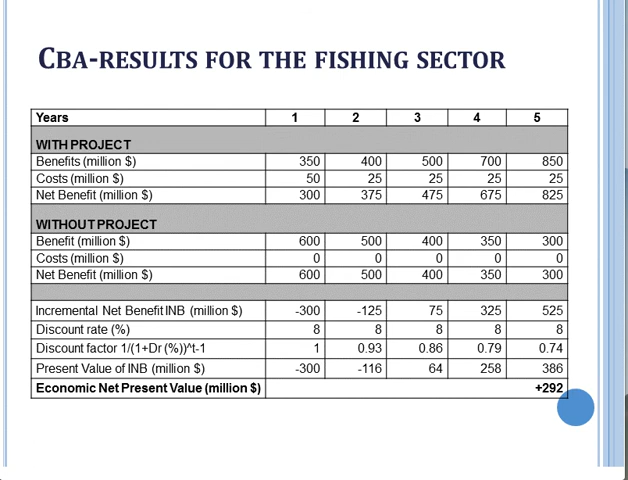 CBA-RESULTS FOR THE FISHING SECTOR
Years 1 2 3 4 5
WITH PROJECT
Benefits (million $) 350 400 500 700 850
Costs (million $) 50 25 25 25 25
Net Benefit (million $) 300 375 475 675 825
WITHOUT PROJECT
Benefit (million $) 600 500 400 350 300
Costs (million $) 0 0 0 0 0
Net Benefit (million $) 600 500 400 350 300
Incremental Net Benefit INB (million $) -300 -125 75 325 525
Discount rate (%) 8 8 8 8 8
Discount factor 1/(1+Dr (%))^t-1 1 0.93 0.86 0.79 0.74
Present Value of INB (million $) -300 -116 64 258 386
Economic Net Present Value (million $) +292